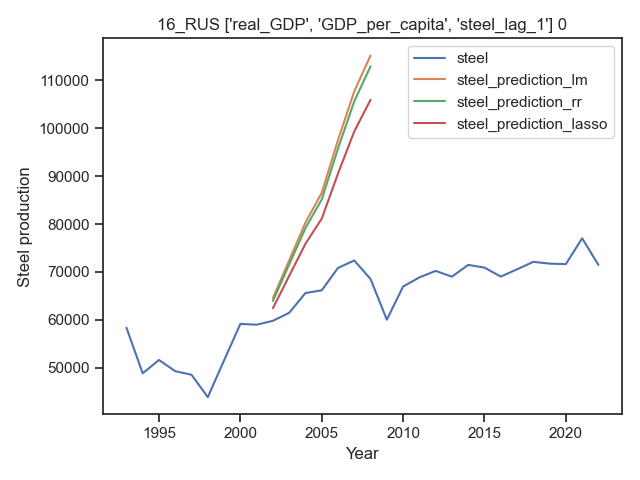 16_RUS ['real_GDP', 'GDP_per_capita', 'steel_lag_1'] 0
steel
steel_prediction_lm
steel_prediction_rr
steel_prediction_lasso
110000
100000
90000
80000
70000
60000
50000
Steel production
1995
2000
2005
2010
2015
2020
Year